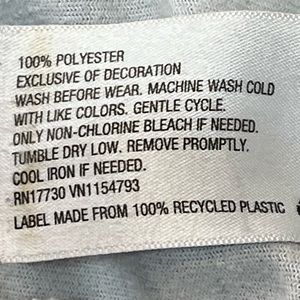 100% POLYESTER
EXCLUSIVE OF DECORATION
WASH BEFORE WEAR. MACHINE WASH COLD
WITH LIKE COLORS. GENTLE CYCLE.
ONLY NON-CHLORINE BLEACH IF NEEDED.
TUMBLE DRY LOW. REMOVE PROMPTLY.
COOL IRON IF NEEDED.
RN17730 VN1154793
LABEL MADE FROM 100% RECYCLED PLASTIC